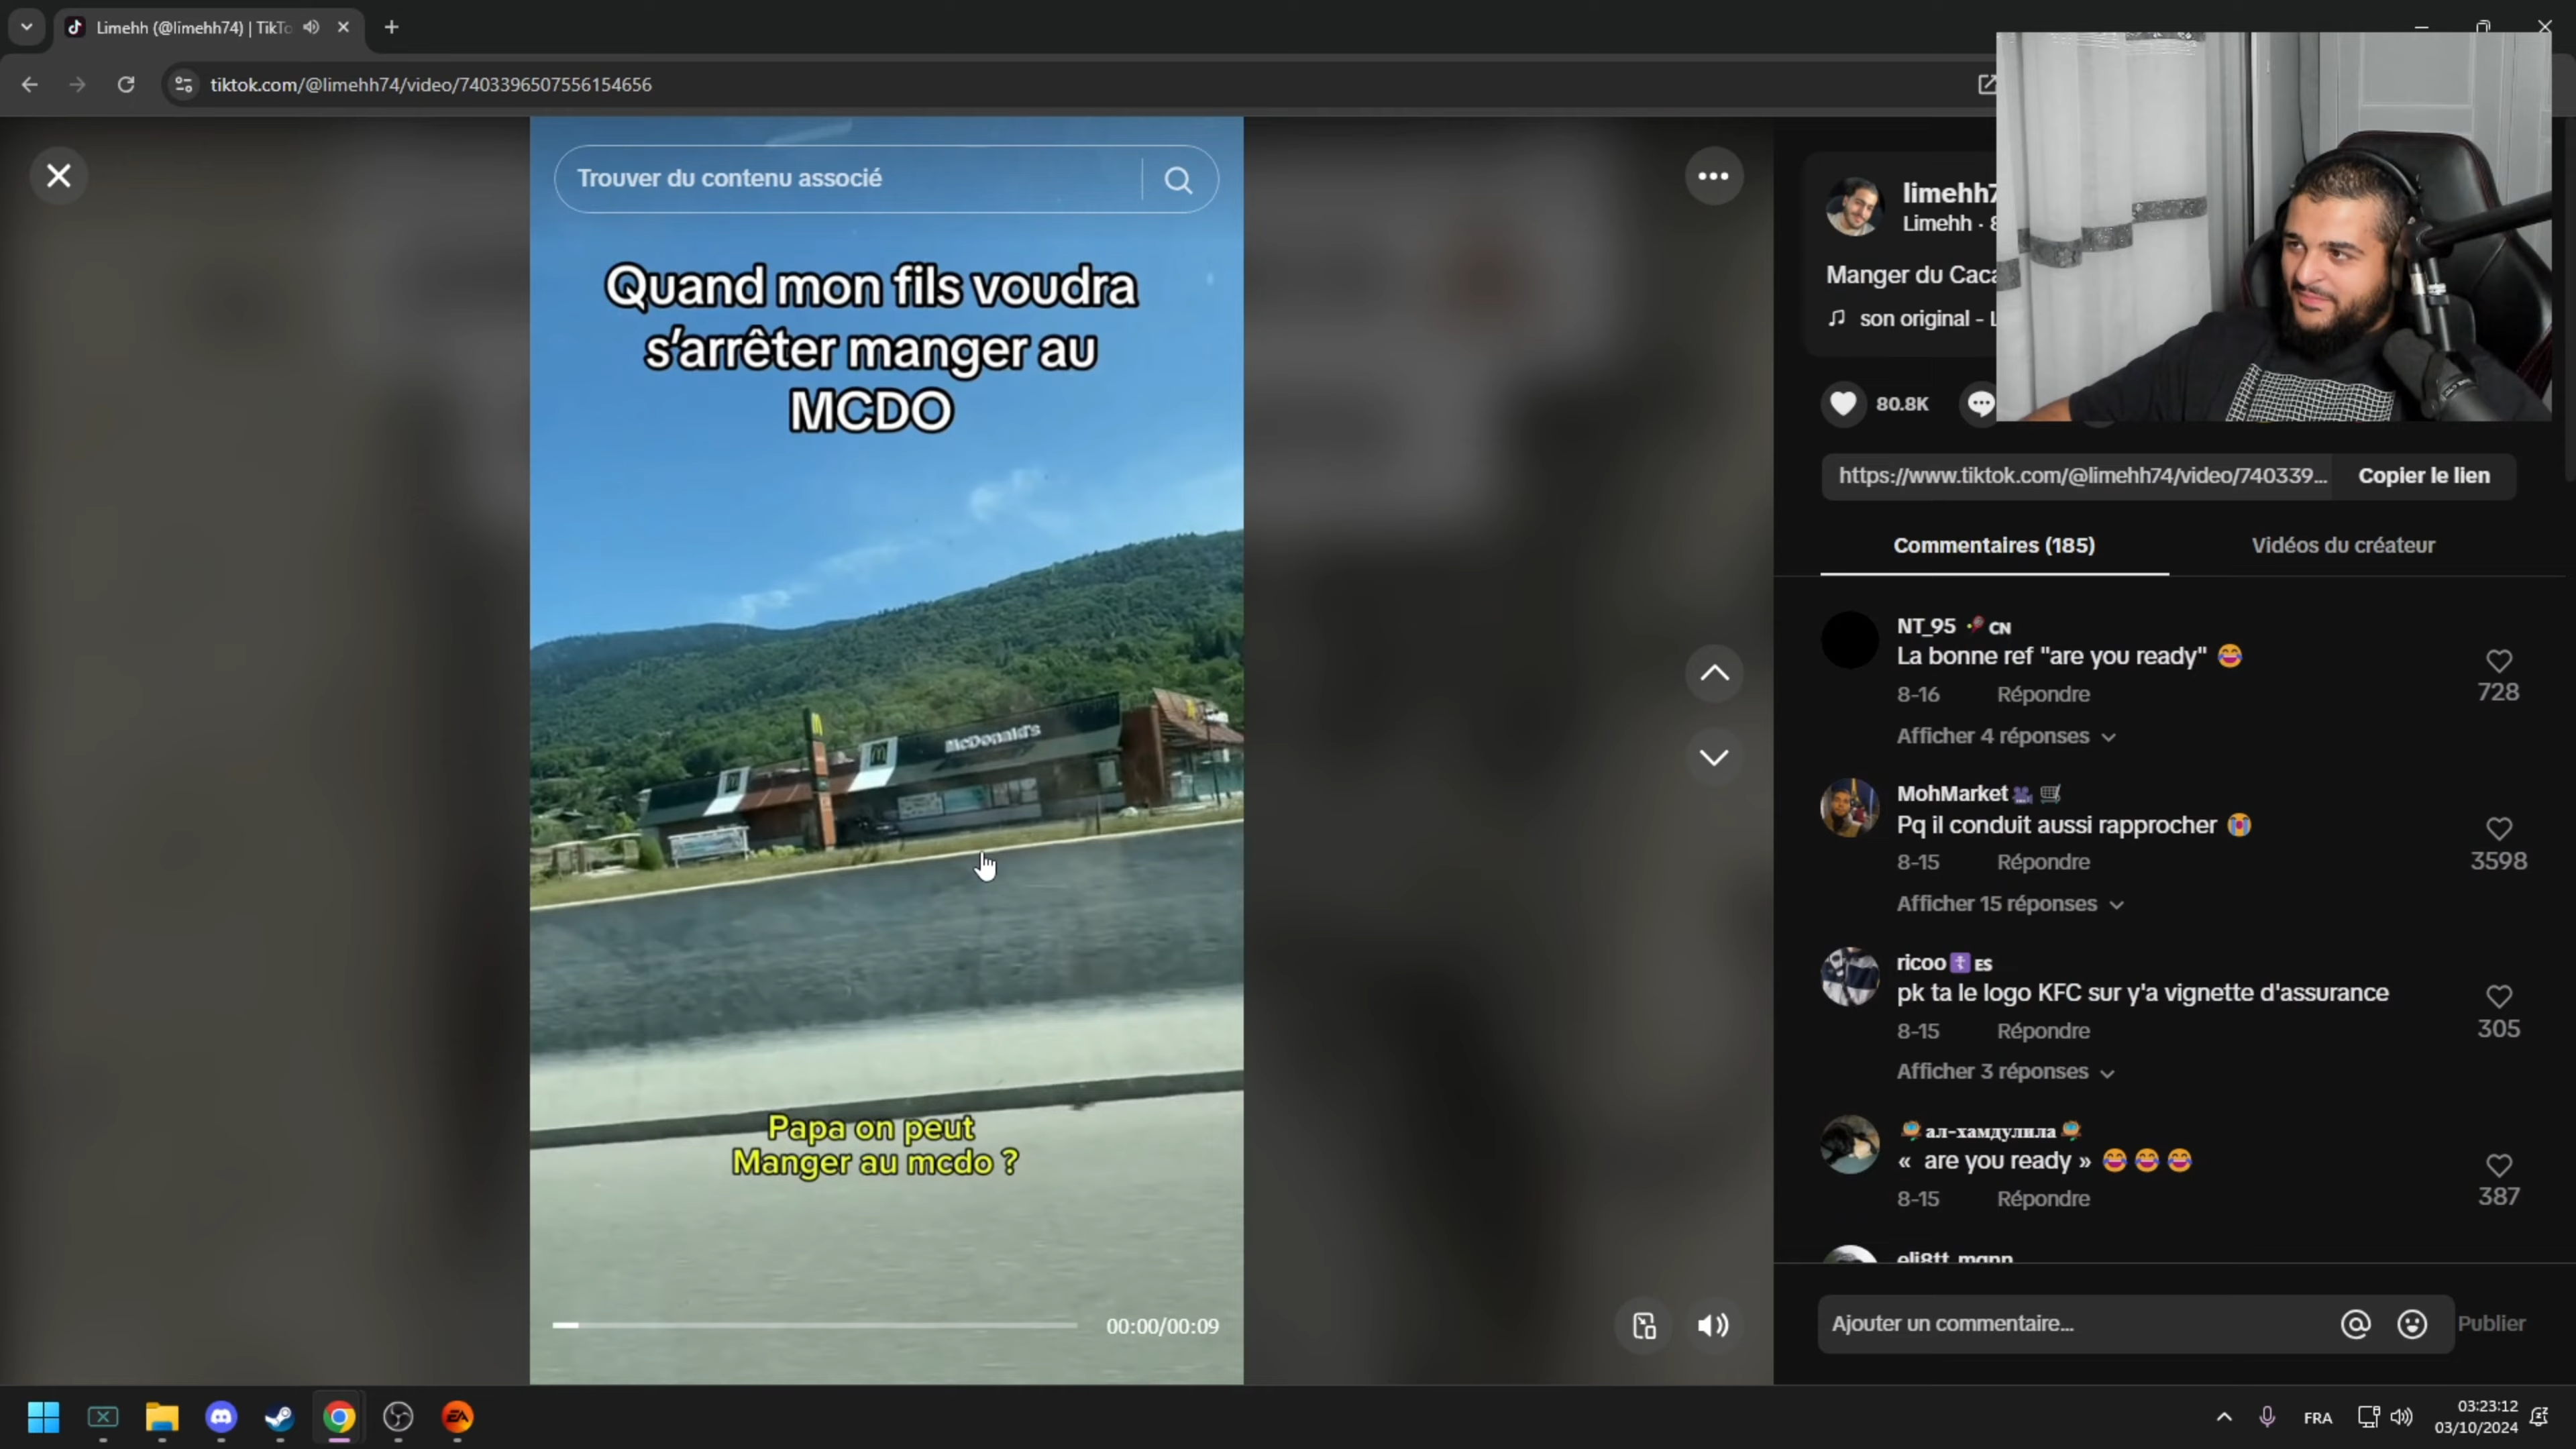 Limehh (@limehh74) | TikTo
tiktok.com/@limehh74/video/7403396507556154656
Trouver du contenu associé
Quand mon fils voudra
s'arrêter manger au
MCDO
McDonald's
Papa on peut
Manger au mcdo ?
00:00/00:09
limehh7
Limehh · 8
Manger du Caca
son original - L
80.8K
https://www.tiktok.com/@limehh74/video/740339...
Copier le lien
Commentaires (185)
Vidéos du créateur
NT_95 CN
La bonne ref "are you ready" 😂
8-16 Répondre
728
Afficher 4 réponses
MohMarket
Pq il conduit aussi rapprocher 😭
8-15 Répondre
3598
Afficher 15 réponses
ricoo ES
pk ta le logo KFC sur y'a vignette d'assurance
8-15 Répondre
305
Afficher 3 réponses
ал-хамдулила
« are you ready » 😂😂😂
8-15 Répondre
387
Ajouter un commentaire...
Publier
FRA
03:23:12
03/10/2024